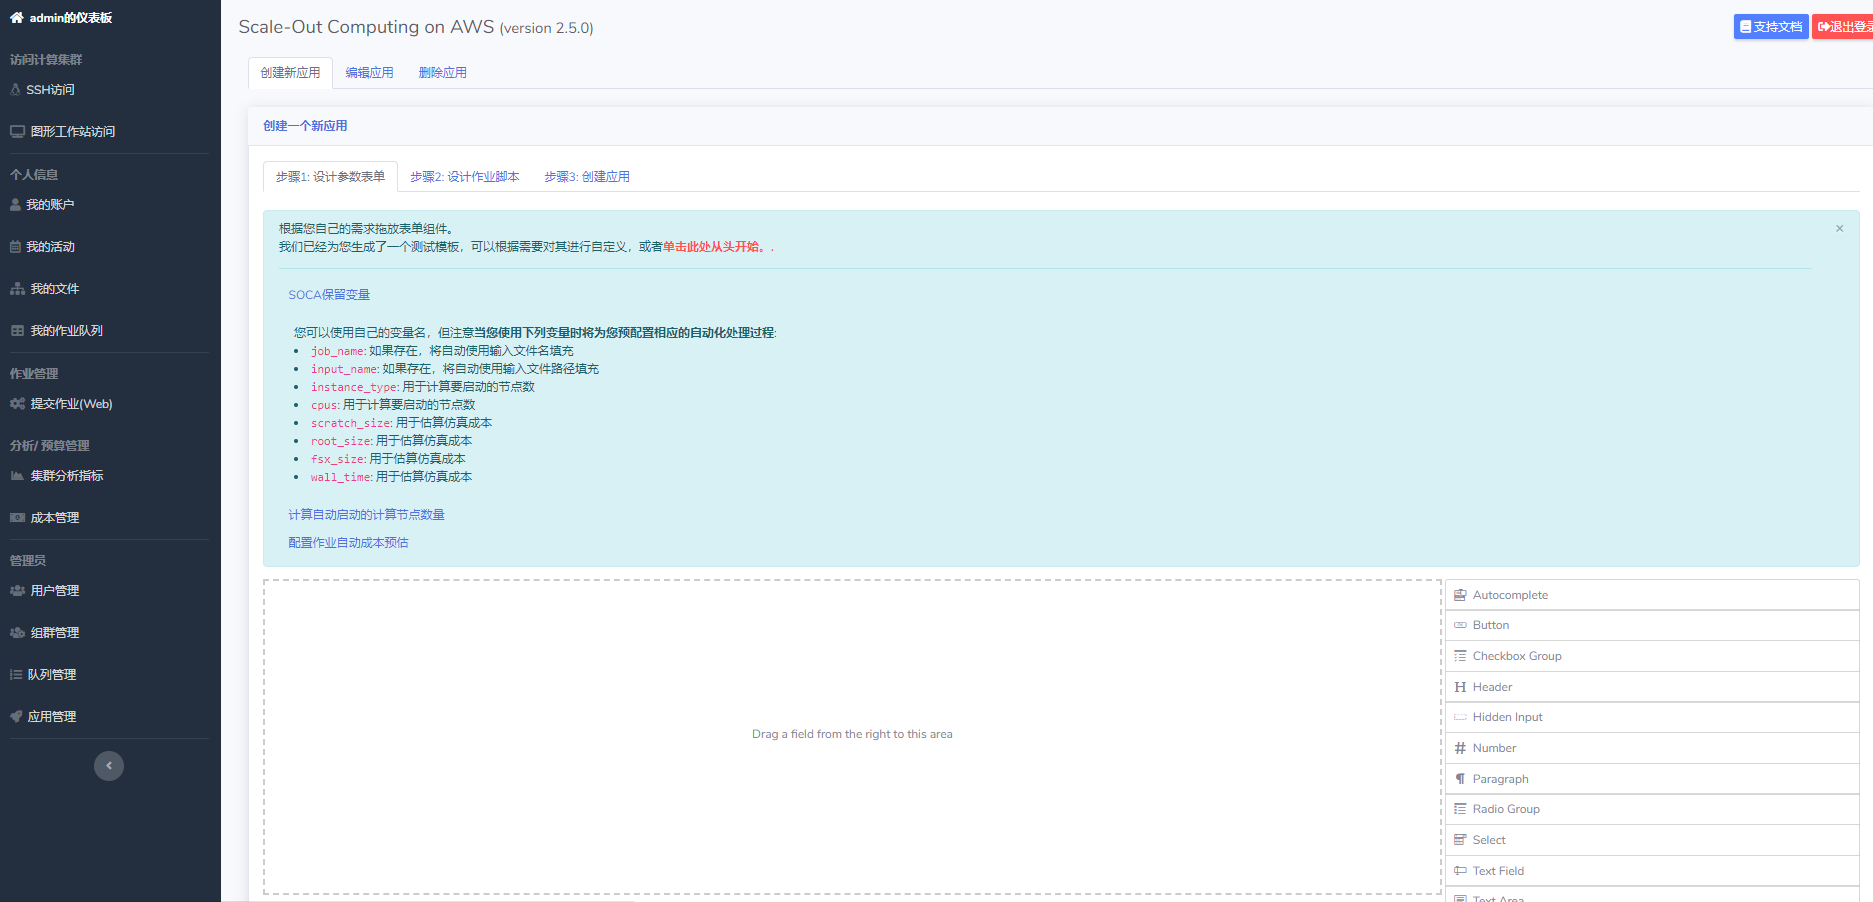 admin的仪表板
访问计算集群
SSH访问
图形工作站访问
个人信息
我的账户
我的活动
我的文件
我的作业队列
作业管理
提交作业(Web)
分析/ 预算管理
集群分析指标
成本管理
管理员
用户管理
组群管理
队列管理
应用管理
Scale-Out Computing on AWS (version 2.5.0)
支持文档
退出登录
创建新应用 编辑应用 删除应用
创建一个新应用
步骤1: 设计参数表单 步骤2: 设计作业脚本 步骤3: 创建应用
根据您自己的需求拖放表单组件。
我们已经为您生成了一个测试模板，可以根据需要对其进行自定义，或者单击此处从头开始。.
×
SOCA保留变量
您可以使用自己的变量名，但注意当您使用下列变量时将为您预配置相应的自动化处理过程:
job_name: 如果存在，将自动使用输入文件名填充
input_name: 如果存在，将自动使用输入文件路径填充
instance_type: 用于计算要启动的节点数
cpus: 用于计算要启动的节点数
scratch_size: 用于估算仿真成本
root_size: 用于估算仿真成本
fsx_size: 用于估算仿真成本
wall_time: 用于估算仿真成本
计算自动启动的计算节点数量
配置作业自动成本预估
Drag a field from the right to this area
Autocomplete
Button
Checkbox Group
Header
Hidden Input
Number
Paragraph
Radio Group
Select
Text Field
Text Area